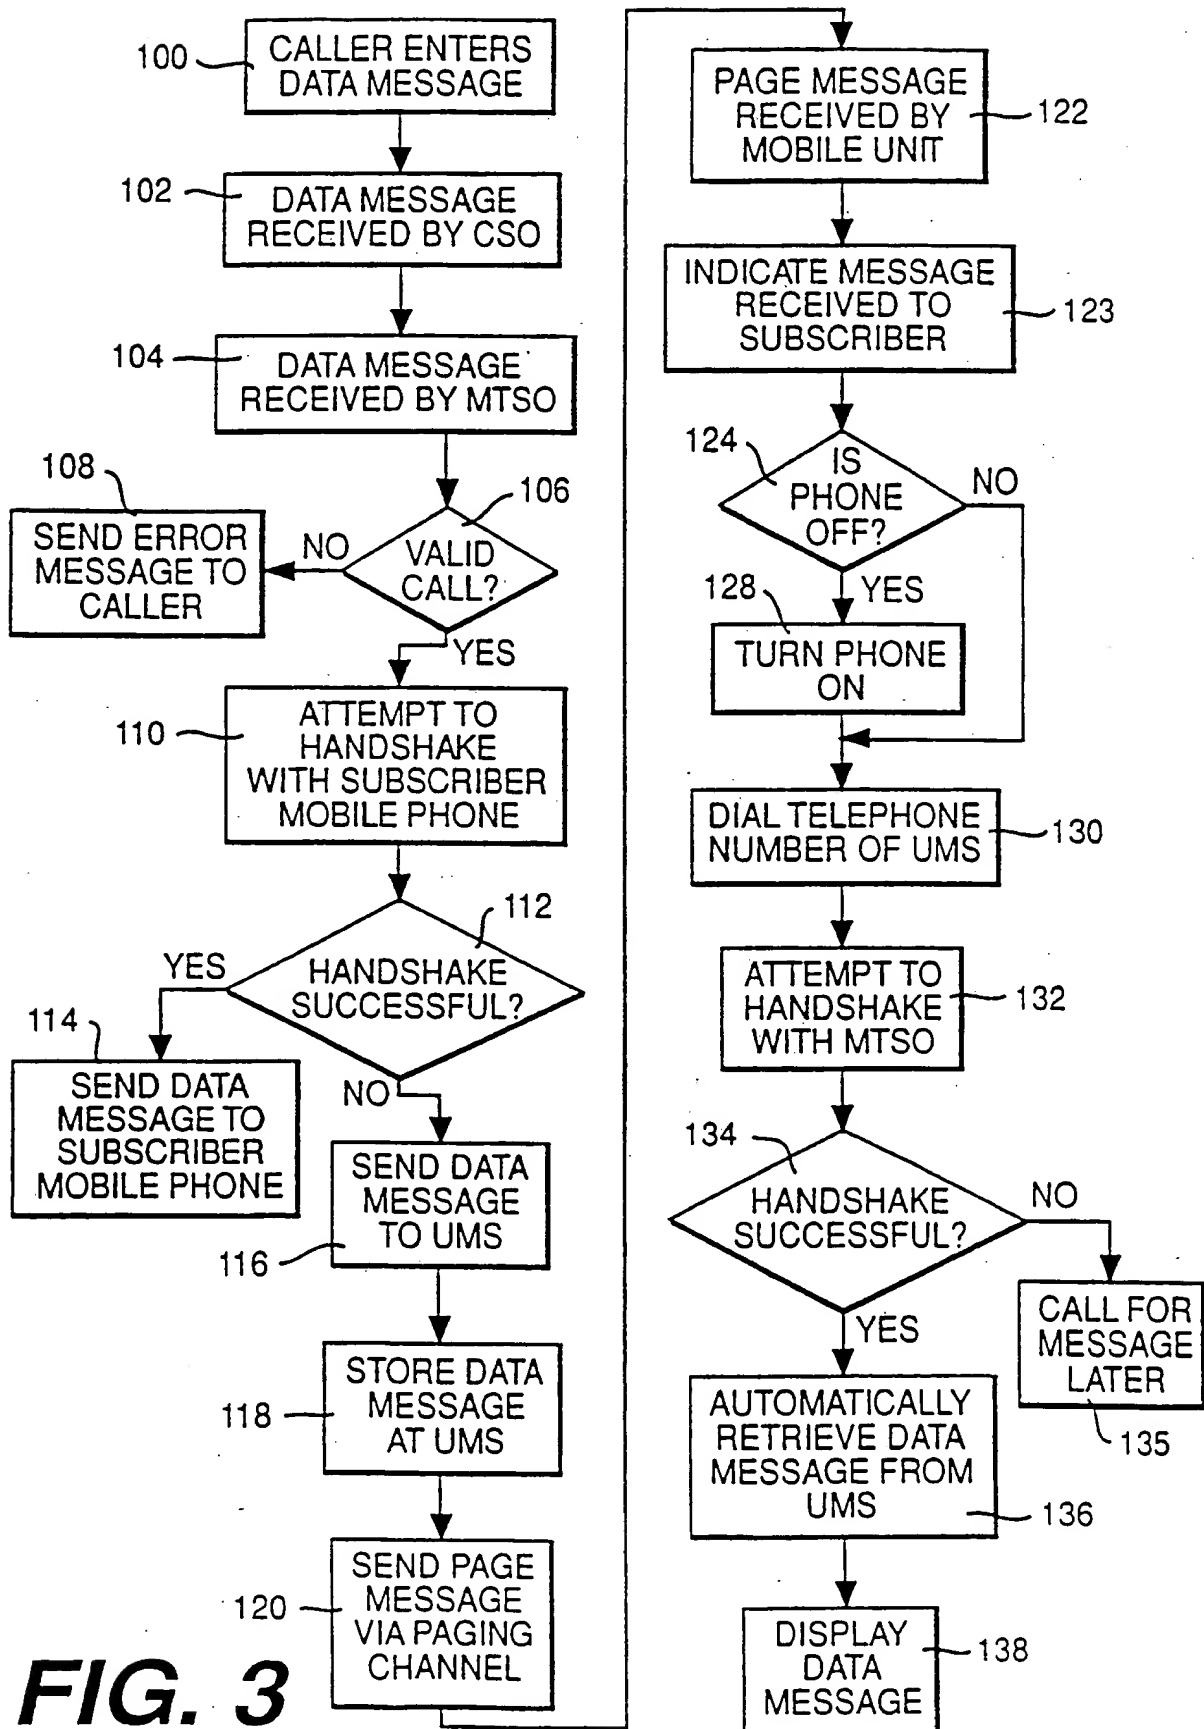 100
CALLER ENTERS
DATA MESSAGE
102
DATA MESSAGE
RECEIVED BY CSO
104
DATA MESSAGE
RECEIVED BY MTSO
106
VALID
CALL?
NO
108
SEND ERROR
MESSAGE TO
CALLER
YES
110
ATTEMPT TO
HANDSHAKE
WITH SUBSCRIBER
MOBILE PHONE
112
HANDSHAKE
SUCCESSFUL?
YES
114
SEND DATA
MESSAGE TO
SUBSCRIBER
MOBILE PHONE
NO
SEND DATA
MESSAGE
TO UMS
116
118
STORE DATA
MESSAGE
AT UMS
120
SEND PAGE
MESSAGE
VIA PAGING
CHANNEL
PAGE MESSAGE
RECEIVED BY
MOBILE UNIT
122
INDICATE MESSAGE
RECEIVED TO
SUBSCRIBER
123
124
IS
PHONE
OFF?
NO
YES
128
TURN PHONE
ON
DIAL TELEPHONE
NUMBER OF UMS
130
ATTEMPT TO
HANDSHAKE
WITH MTSO
132
134
HANDSHAKE
SUCCESSFUL?
NO
CALL FOR
MESSAGE
LATER
135
YES
AUTOMATICALLY
RETRIEVE DATA
MESSAGE FROM
UMS
136
DISPLAY
DATA
MESSAGE
138
FIG. 3